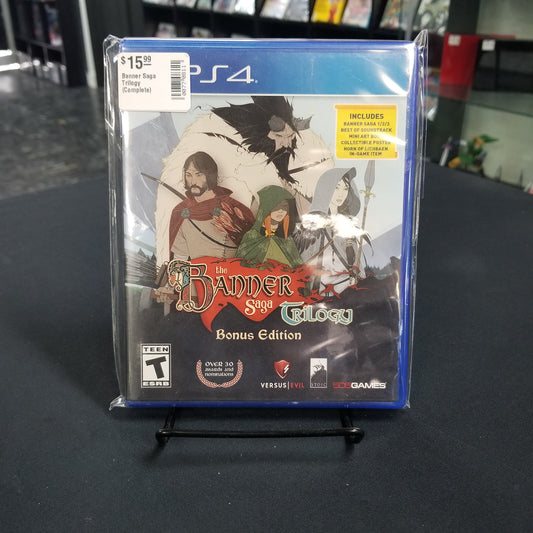 $15.99
Banner Saga
Trilogy
(Complete)
PS4
INCLUDES
BANNER SAGA 1/2/3
BEST OF SOUNDTRACK
MINI ART BOOK
COLLECTIBLE POSTER
HORN OF LICHBAEN
IN-GAME ITEM
the
BANNER
Saga
Trilogy
Bonus Edition
TEEN
T
ESRB
OVER 30
awards and
nominations
VERSUS EVIL
STOIC
505 GAMES